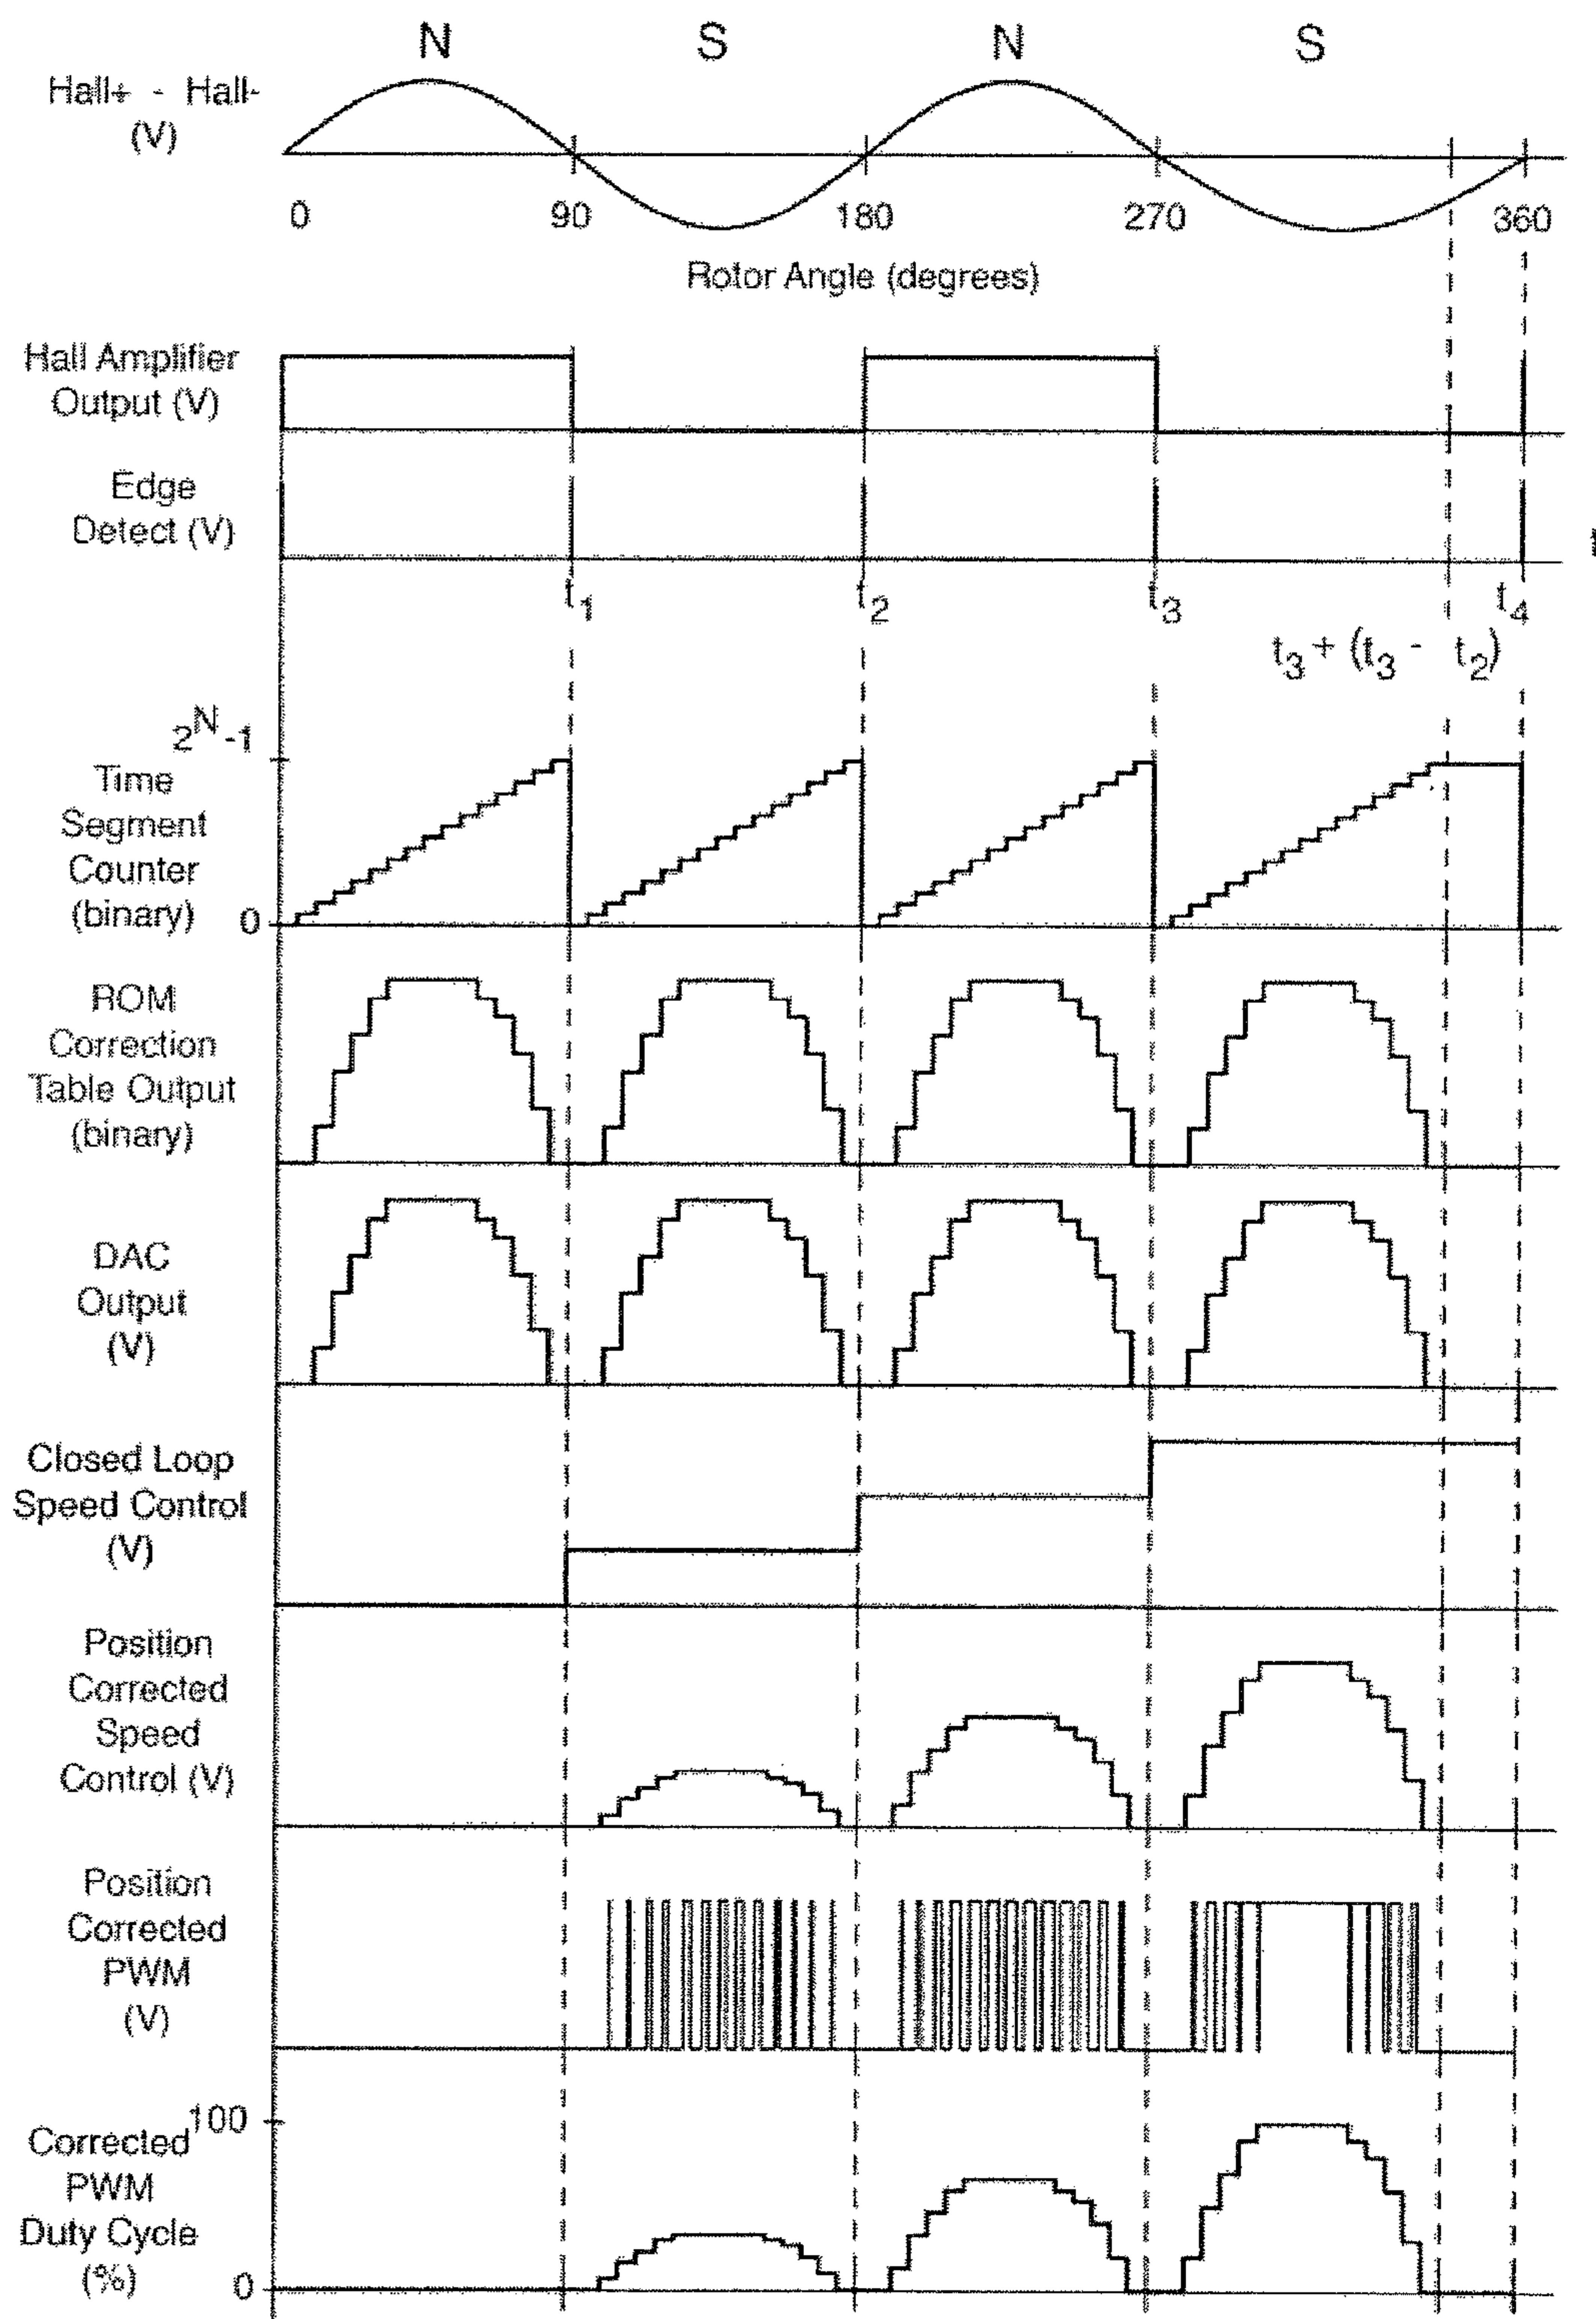 N S N S
Hall+ - Hall-
(V)
0 90 180 270 360
Rotor Angle (degrees)
Hall Amplifier
Output (V)
Edge
Detect (V)
t1 t2 t3 t4
t3 + (t3 - t2)
2N-1
Time
Segment
Counter
(binary)
0
ROM
Correction
Table Output
(binary)
DAC
Output
(V)
Closed Loop
Speed Control
(V)
Position
Corrected
Speed
Control (V)
Position
Corrected
PWM
(V)
100
Corrected
PWM
Duty Cycle
(%)
0